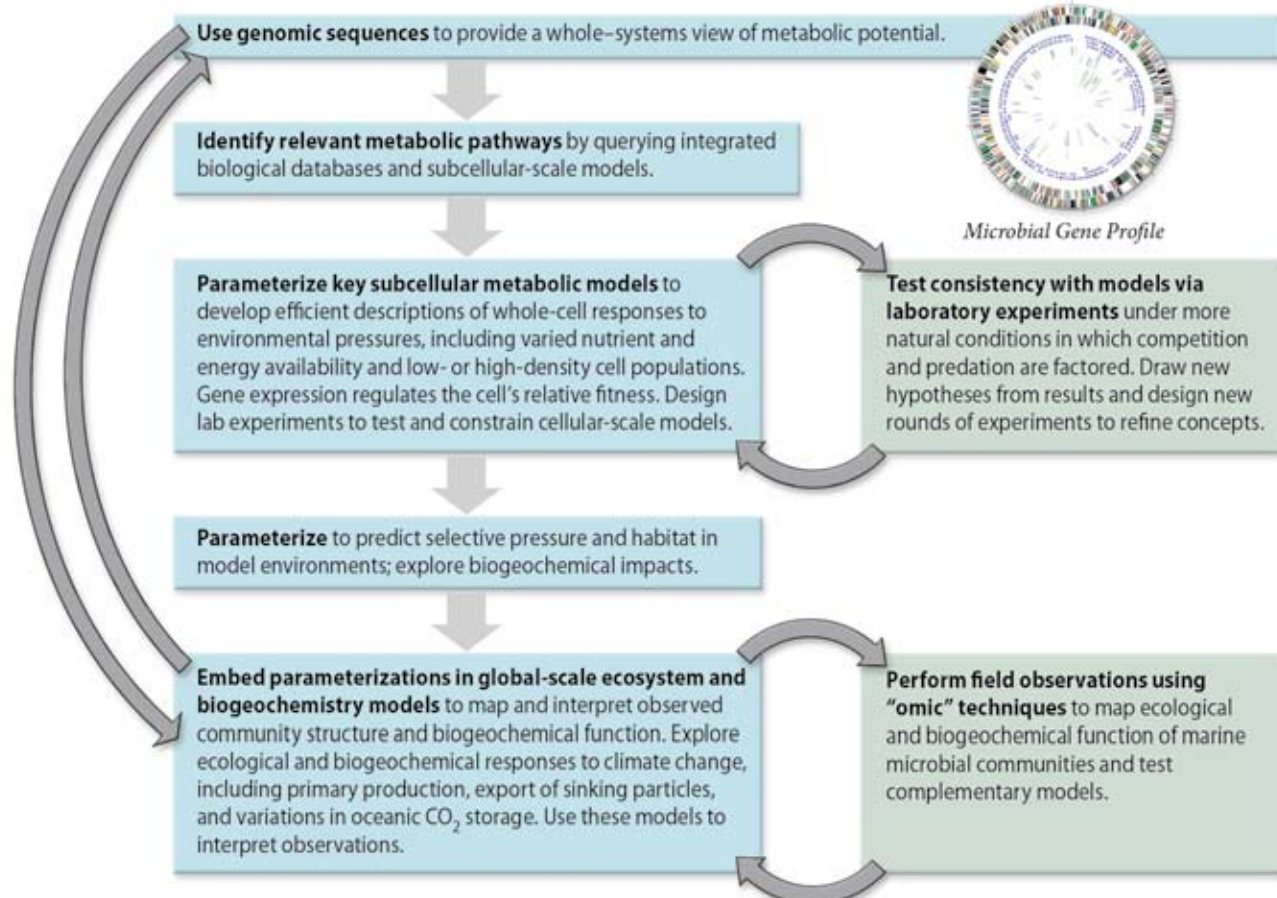 Use genomic sequences to provide a whole–systems view of metabolic potential.
Identify relevant metabolic pathways by querying integrated
biological databases and subcellular-scale models.
Microbial Gene Profile
Parameterize key subcellular metabolic models to
develop efficient descriptions of whole-cell responses to
environmental pressures, including varied nutrient and
energy availability and low- or high-density cell populations.
Gene expression regulates the cell's relative fitness. Design
lab experiments to test and constrain cellular-scale models.
Test consistency with models via
laboratory experiments under more
natural conditions in which competition
and predation are factored. Draw new
hypotheses from results and design new
rounds of experiments to refine concepts.
Parameterize to predict selective pressure and habitat in
model environments; explore biogeochemical impacts.
Embed parameterizations in global-scale ecosystem and
biogeochemistry models to map and interpret observed
community structure and biogeochemical function. Explore
ecological and biogeochemical responses to climate change,
including primary production, export of sinking particles,
and variations in oceanic CO₂ storage. Use these models to
interpret observations.
Perform field observations using
“omic” techniques to map ecological
and biogeochemical function of marine
microbial communities and test
complementary models.